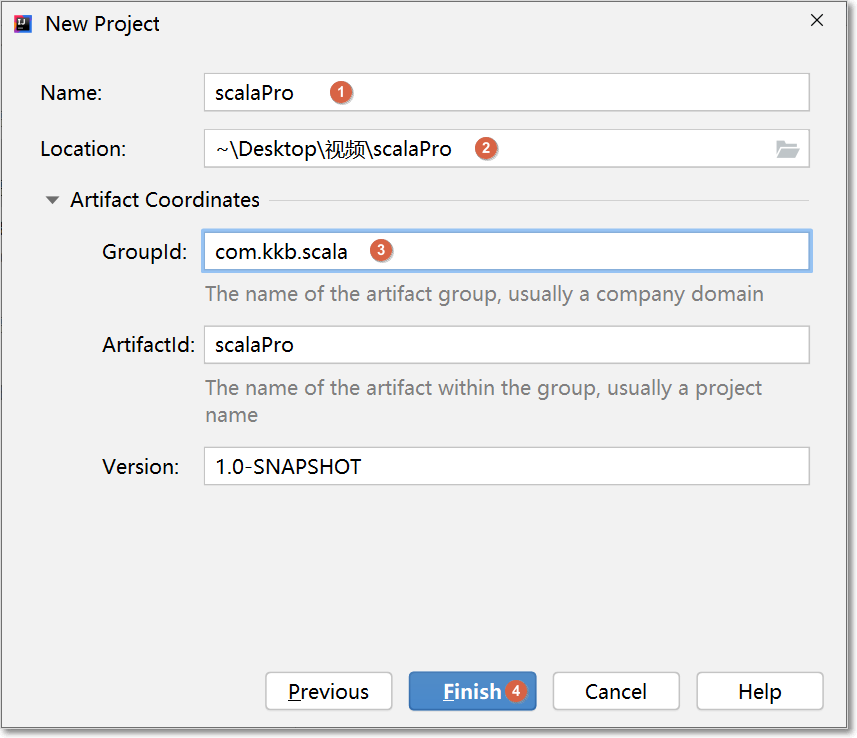 New Project
Name: scalaPro 1
Location: ~\Desktop\视频\scalaPro 2
Artifact Coordinates
GroupId: com.kkb.scala 3
The name of the artifact group, usually a company domain
ArtifactId: scalaPro
The name of the artifact within the group, usually a project
name
Version: 1.0-SNAPSHOT
Previous Finish 4 Cancel Help